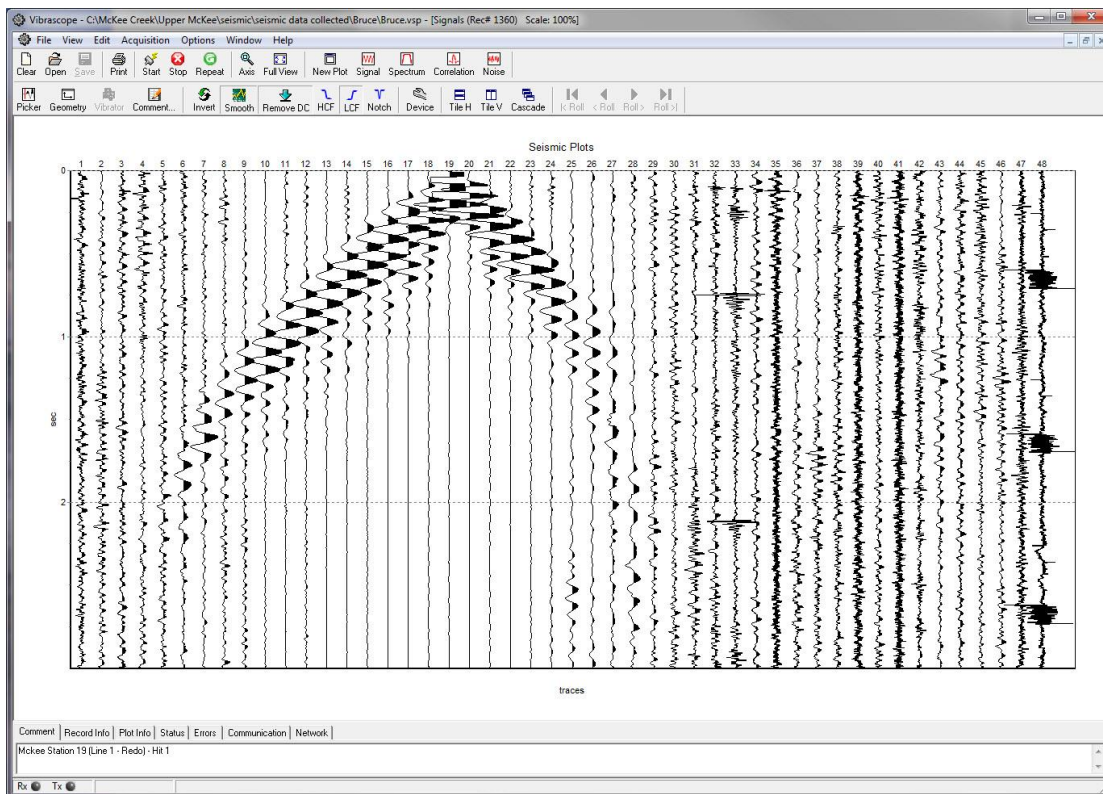 Vibrascope - C:\McKee Creek\Upper McKee\seismic\seismic data collected\Bruce\Bruce.vsp - [Signals (Rec# 1360) Scale: 100%]
File View Edit Acquisition Options Window Help
Clear Open Save Print Start Stop Repeat Axis Full View New Plot Signal Spectrum Correlation Noise
Picker Geometry Vibrator Comment... Invert Smooth Remove DC HCF LCF Notch Device Tile H Tile V Cascade |< Roll < Roll Roll > Roll >|
Seismic Plots
1 2 3 4 5 6 7 8 9 10 11 12 13 14 15 16 17 18 19 20 21 22 23 24 25 26 27 28 29 30 31 32 33 34 35 36 37 38 39 40 41 42 43 44 45 46 47 48
0
1
sec
2
traces
Comment Record Info Plot Info Status Errors Communication Network
Mckee Station 19 (Line 1 - Redo) - Hit 1
Rx Tx